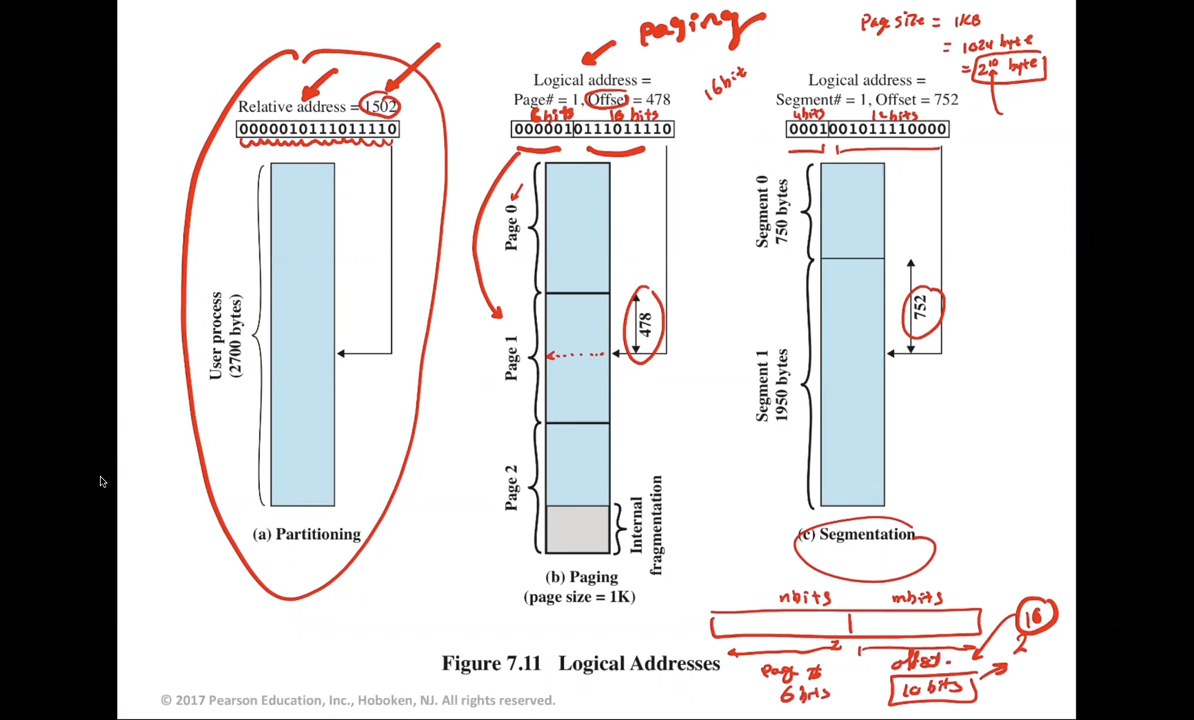 paging
Page size = 1KB
= 1024 byte
= 2^10 byte
16bit
Relative address = 1502
0000010111011110
Logical address =
Page# = 1, Offset = 478
6bits 10 bits
0000010111011110
Logical address =
Segment# = 1, Offset = 752
4bits 12 bits
0001001011110000
User process
(2700 bytes)
Page 0
Page 1
Page 2
478
Internal
fragmentation
Segment 0
750 bytes
Segment 1
1950 bytes
752
(a) Partitioning
(b) Paging
(page size = 1K)
(c) Segmentation
nbits mbits
16
2
Page #
6 bits
offset.
10 bits
Figure 7.11 Logical Addresses
© 2017 Pearson Education, Inc., Hoboken, NJ. All rights reserved.